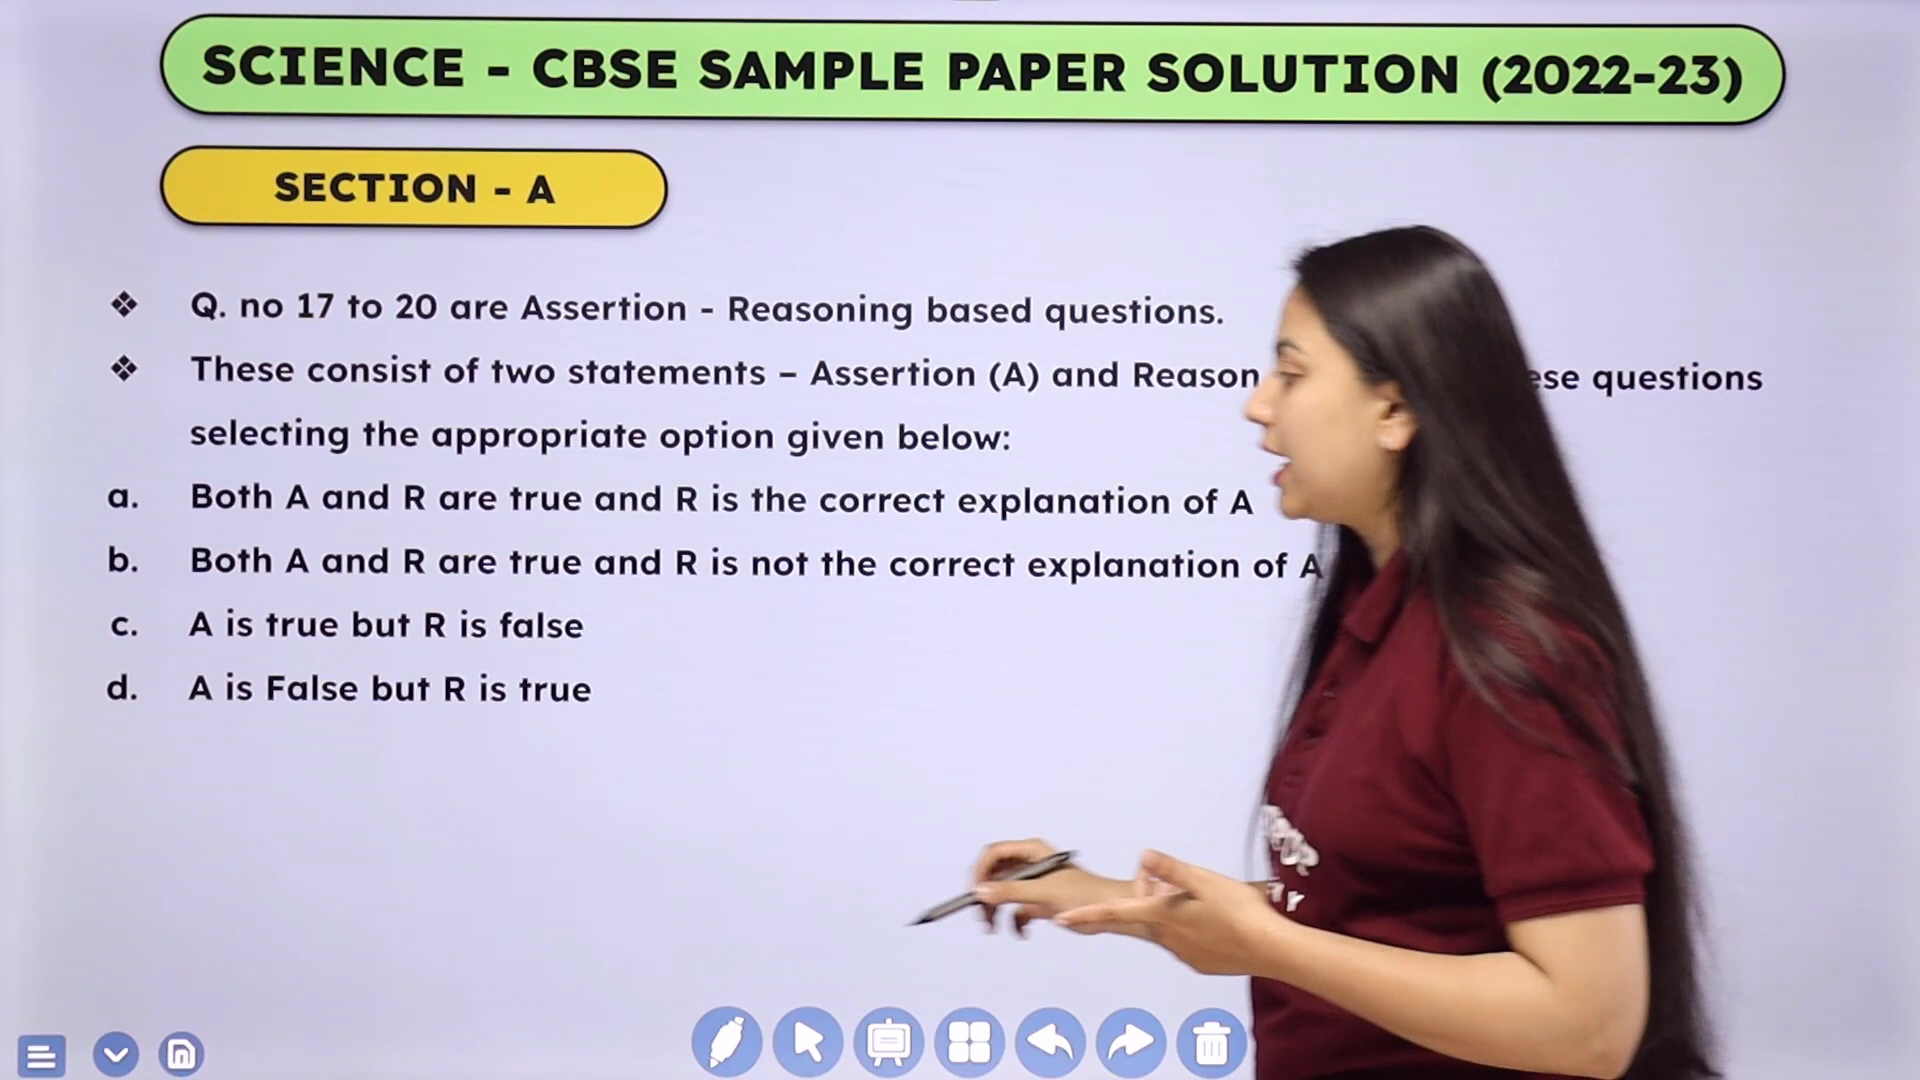 SCIENCE - CBSE SAMPLE PAPER SOLUTION (2022-23)
SECTION - A
❖ Q. no 17 to 20 are Assertion - Reasoning based questions.
❖ These consist of two statements – Assertion (A) and Reason questions
selecting the appropriate option given below:
a. Both A and R are true and R is the correct explanation of A
b. Both A and R are true and R is not the correct explanation of A
c. A is true but R is false
d. A is False but R is true